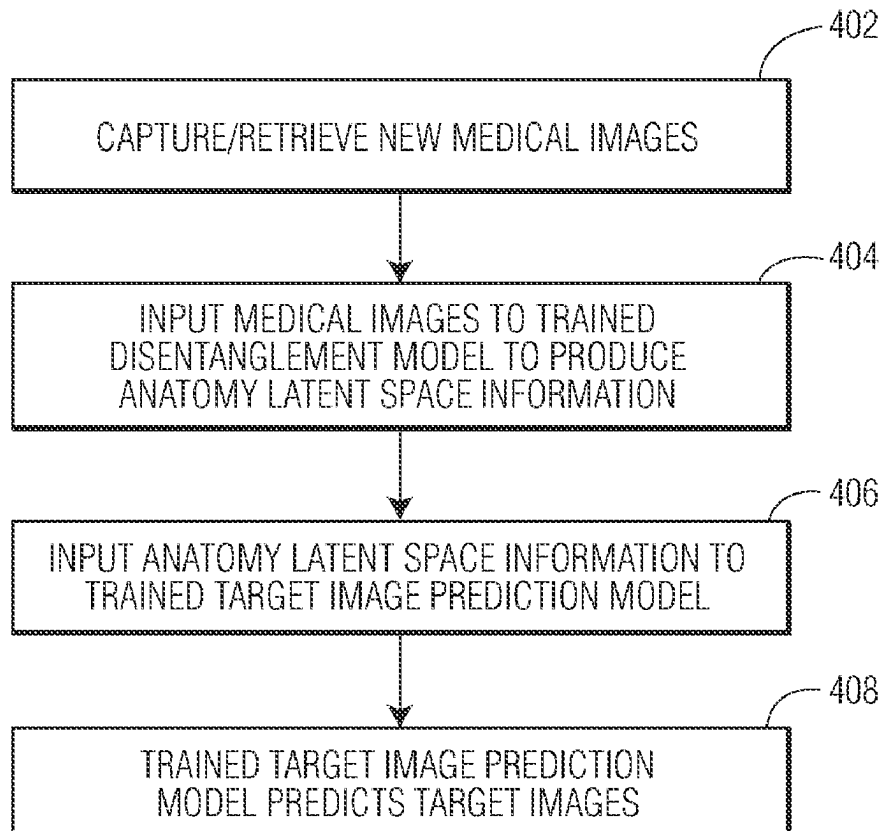 402
CAPTURE/RETRIEVE NEW MEDICAL IMAGES
404
INPUT MEDICAL IMAGES TO TRAINED
DISENTANGLEMENT MODEL TO PRODUCE
ANATOMY LATENT SPACE INFORMATION
406
INPUT ANATOMY LATENT SPACE INFORMATION TO
TRAINED TARGET IMAGE PREDICTION MODEL
408
TRAINED TARGET IMAGE PREDICTION
MODEL PREDICTS TARGET IMAGES